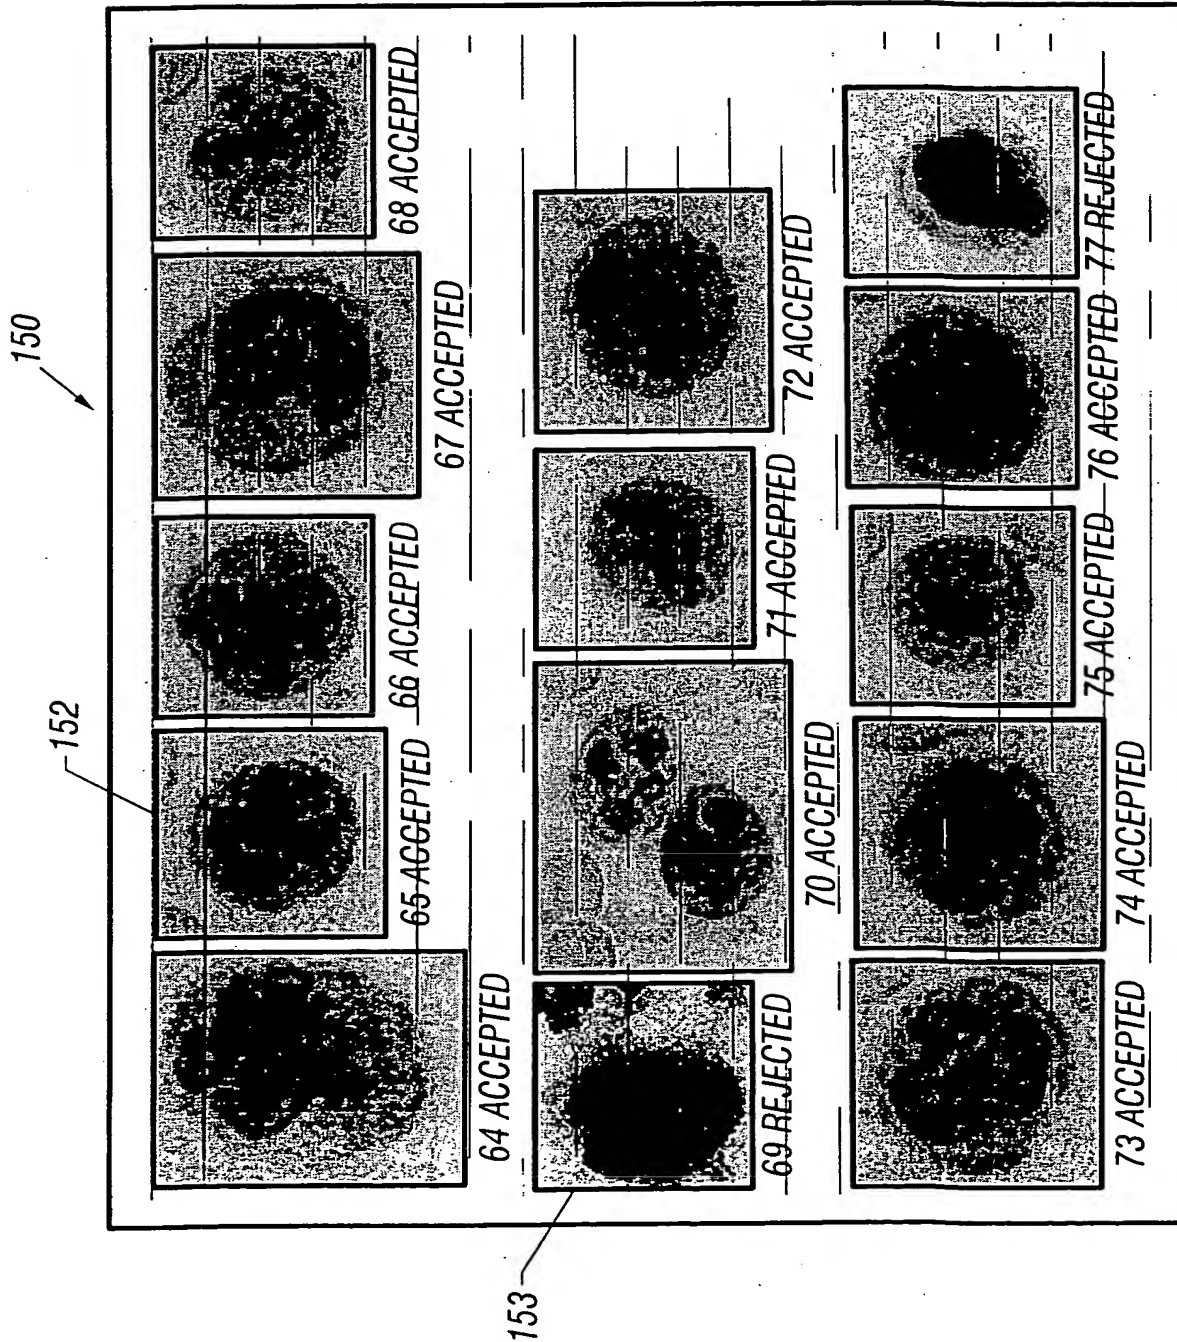 150
152
64 ACCEPTED
65 ACCEPTED
66 ACCEPTED
67 ACCEPTED
68 ACCEPTED
153
69 REJECTED
70 ACCEPTED
71 ACCEPTED
72 ACCEPTED
73 ACCEPTED
74 ACCEPTED
75 ACCEPTED
76 ACCEPTED
77 REJECTED